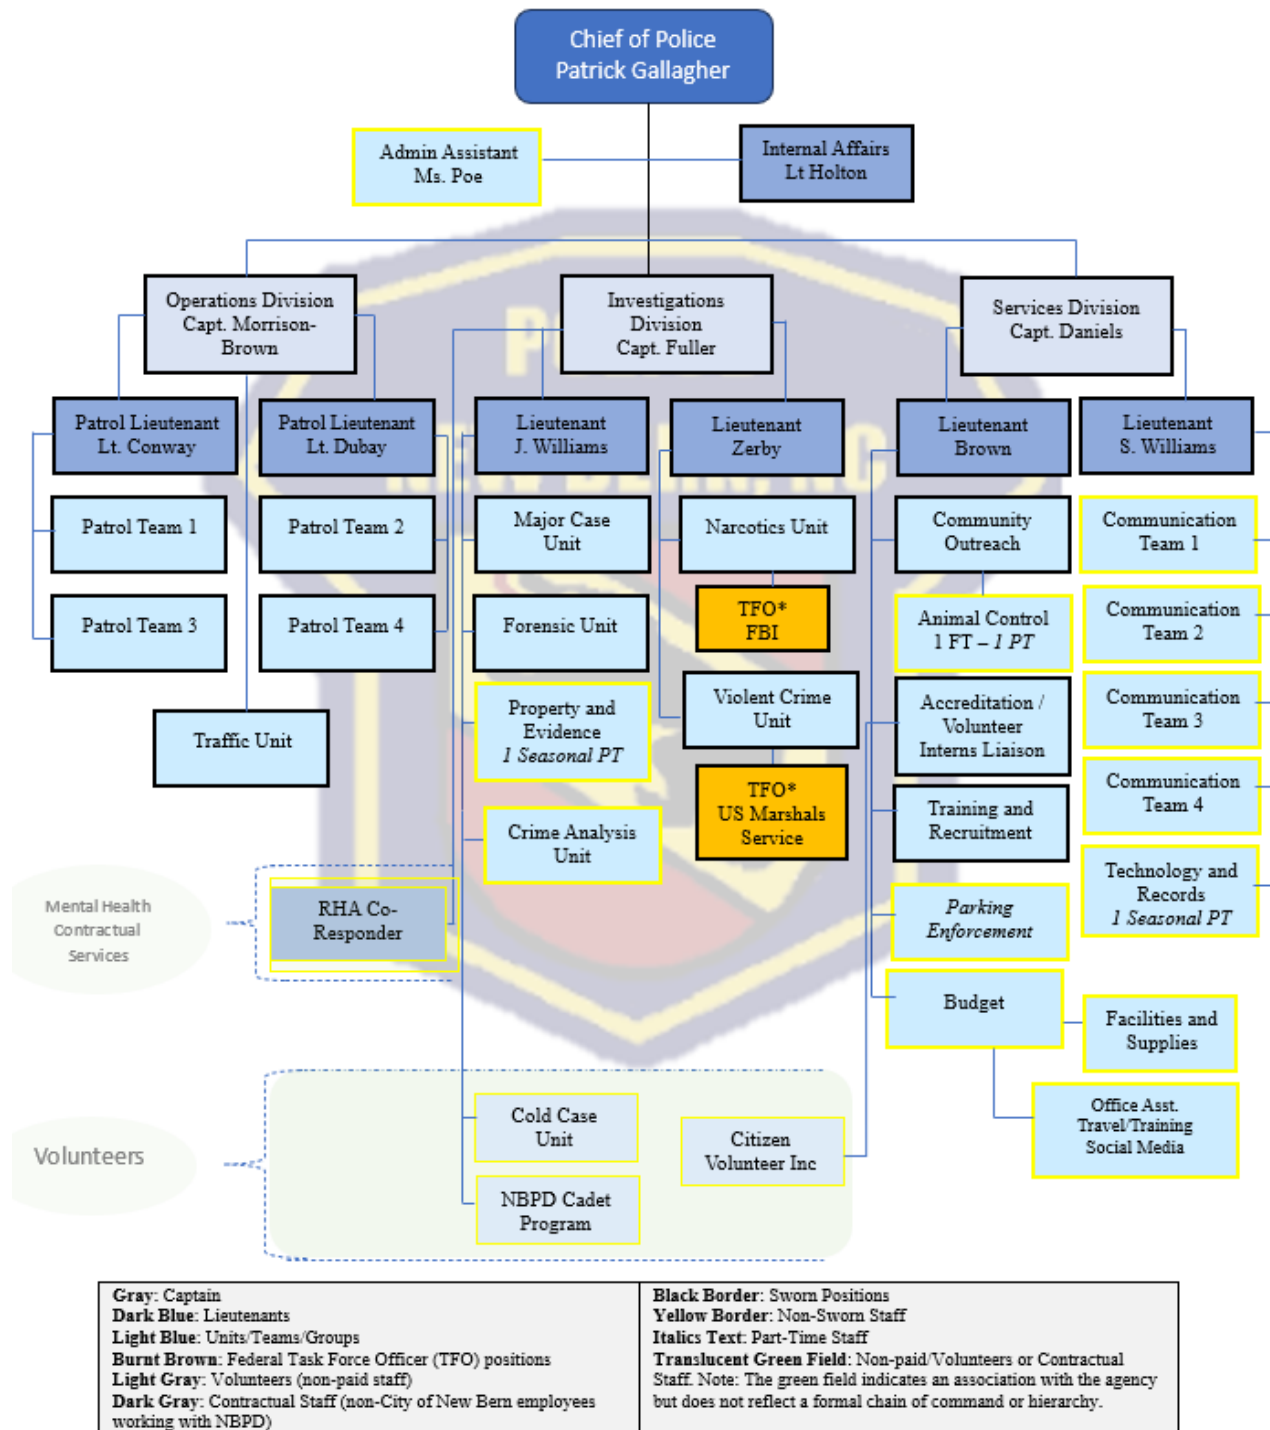 Chief of Police
Patrick Gallagher
Admin Assistant
Ms. Poe
Internal Affairs
Lt Holton
Operations Division
Capt. Morrison-
Brown
Investigations
Division
Capt. Fuller
Services Division
Capt. Daniels
Patrol Lieutenant
Lt. Conway
Patrol Lieutenant
Lt. Dubay
Lieutenant
J. Williams
Lieutenant
Zerby
Lieutenant
Brown
Lieutenant
S. Williams
Patrol Team 1
Patrol Team 2
Major Case
Unit
Narcotics Unit
Community
Outreach
Communication
Team 1
TFO*
FBI
Patrol Team 3
Patrol Team 4
Forensic Unit
Animal Control
1 FT – 1 PT
Communication
Team 2
Traffic Unit
Property and
Evidence
1 Seasonal PT
Violent Crime
Unit
Accreditation /
Volunteer
Interns Liaison
Communication
Team 3
TFO*
US Marshals
Service
Crime Analysis
Unit
Training and
Recruitment
Communication
Team 4
Mental Health
Contractual
Services
RHA Co-
Responder
Parking
Enforcement
Technology and
Records
1 Seasonal PT
Budget
Facilities and
Supplies
Office Asst.
Travel/Training
Social Media
Volunteers
Cold Case
Unit
Citizen
Volunteer Inc
NBPD Cadet
Program
Gray: Captain
Dark Blue: Lieutenants
Light Blue: Units/Teams/Groups
Burnt Brown: Federal Task Force Officer (TFO) positions
Light Gray: Volunteers (non-paid staff)
Dark Gray: Contractual Staff (non-City of New Bern employees
working with NBPD)
Black Border: Sworn Positions
Yellow Border: Non-Sworn Staff
Italics Text: Part-Time Staff
Translucent Green Field: Non-paid/Volunteers or Contractual
Staff. Note: The green field indicates an association with the agency
but does not reflect a formal chain of command or hierarchy.